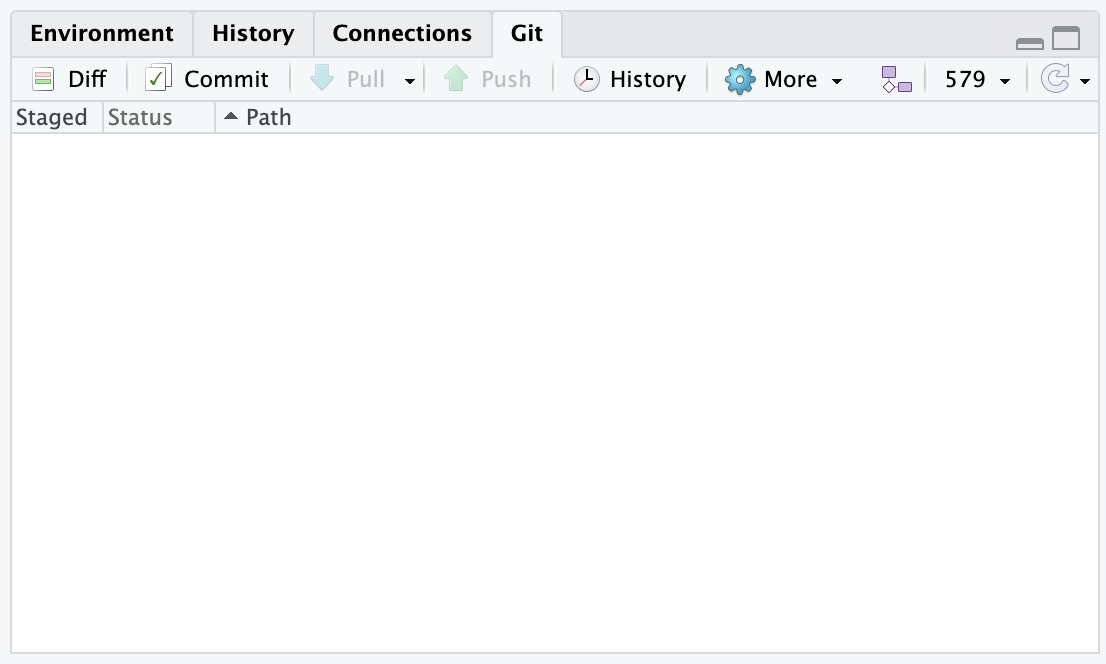 Environment History Connections Git
Diff Commit Pull Push History More 579
Staged Status Path